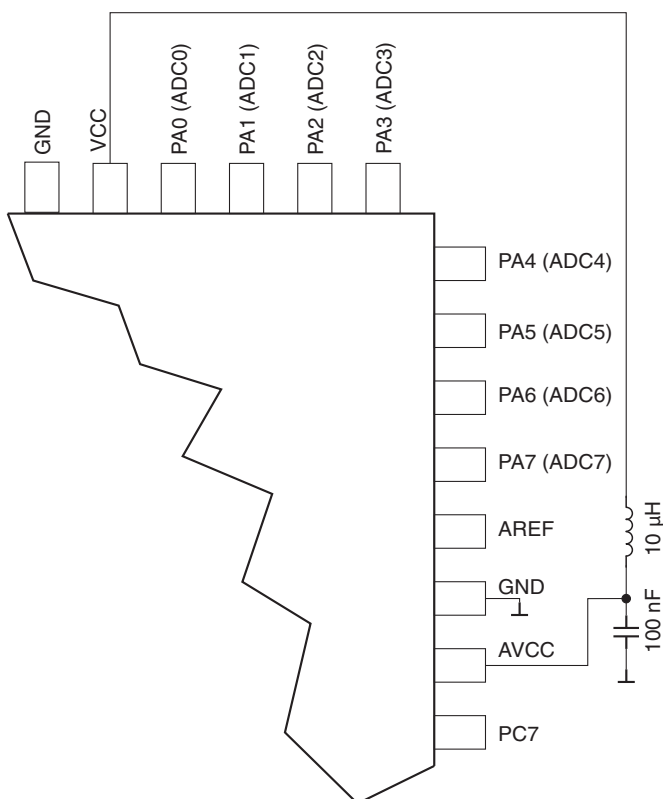 GND
VCC
PA0 (ADC0)
PA1 (ADC1)
PA2 (ADC2)
PA3 (ADC3)
PA4 (ADC4)
PA5 (ADC5)
PA6 (ADC6)
PA7 (ADC7)
AREF
GND
AVCC
PC7
10 µH
100 nF